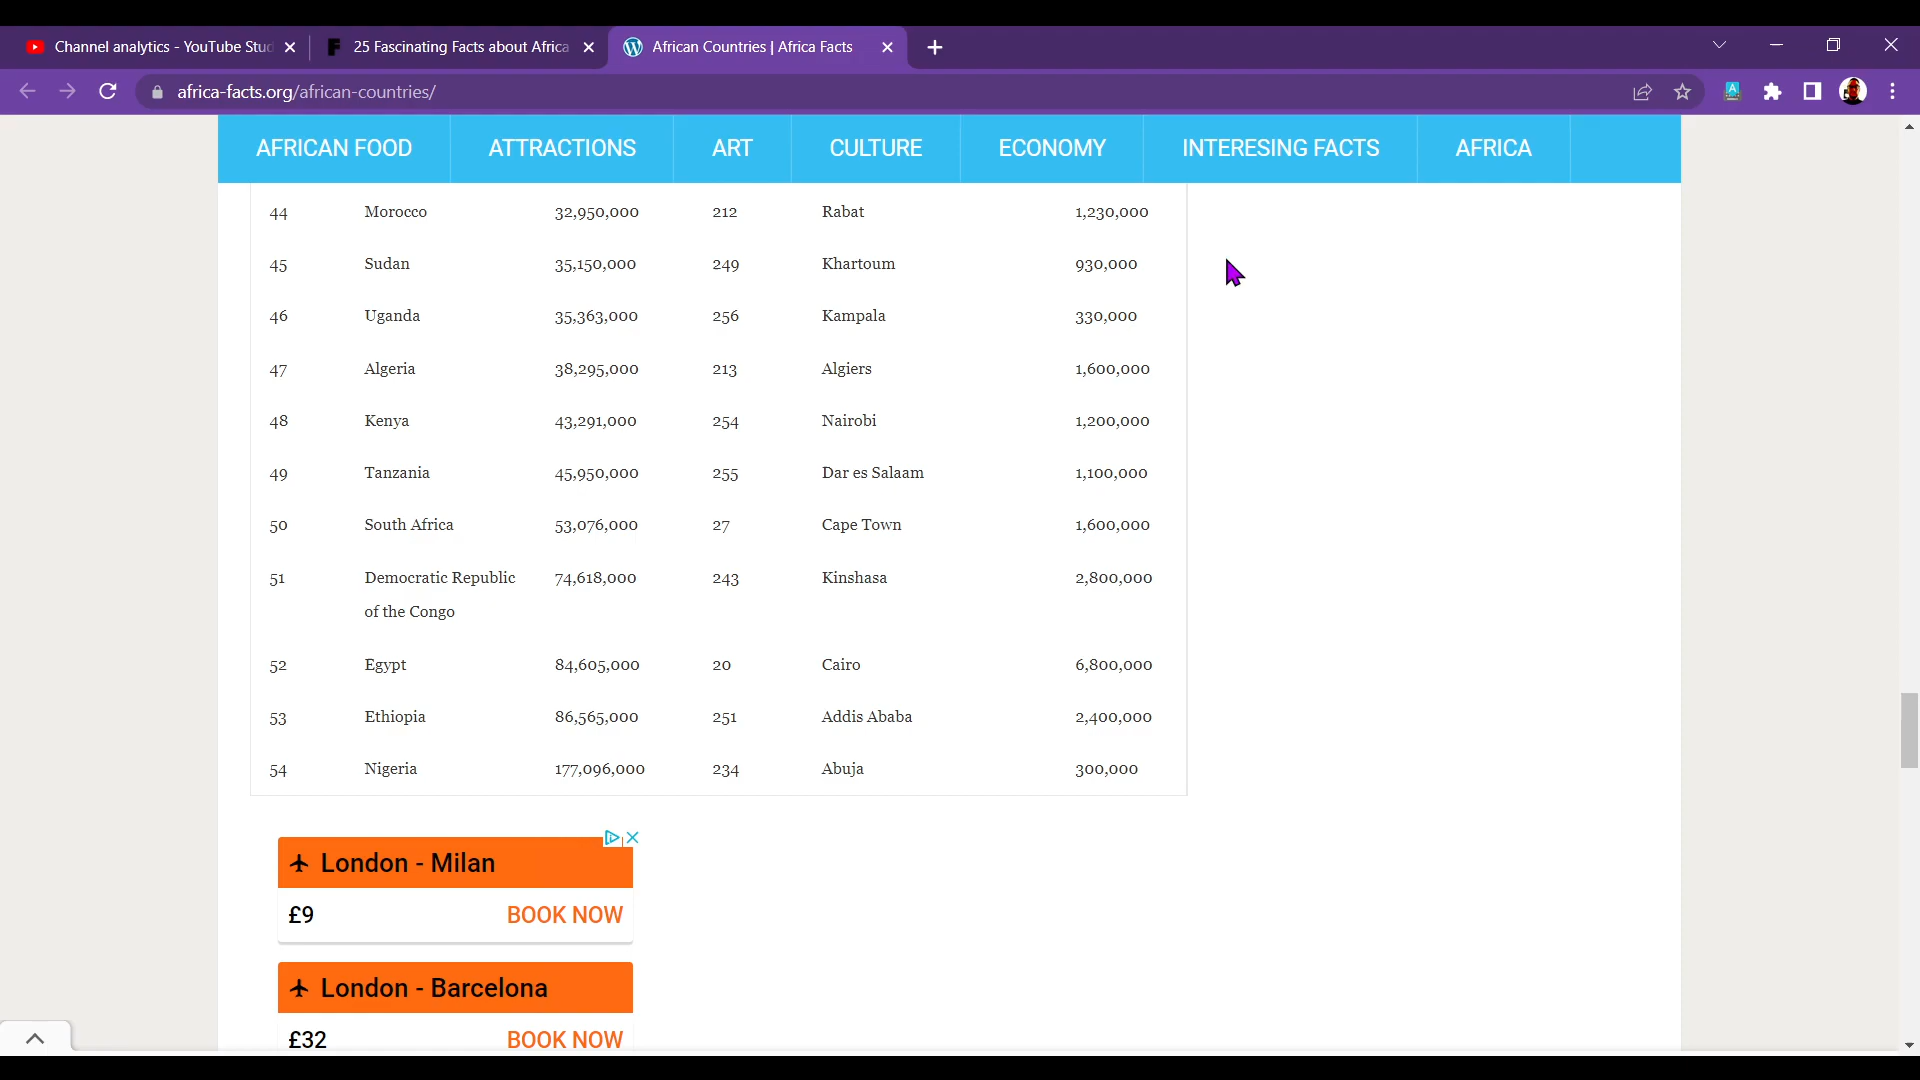 Channel analytics - YouTube Stud
25 Fascinating Facts about Africa
African Countries | Africa Facts
africa-facts.org/african-countries/
AFRICAN FOOD ATTRACTIONS ART CULTURE ECONOMY INTERESING FACTS AFRICA
44 Morocco 32,950,000 212 Rabat 1,230,000
45 Sudan 35,150,000 249 Khartoum 930,000
46 Uganda 35,363,000 256 Kampala 330,000
47 Algeria 38,295,000 213 Algiers 1,600,000
48 Kenya 43,291,000 254 Nairobi 1,200,000
49 Tanzania 45,950,000 255 Dar es Salaam 1,100,000
50 South Africa 53,076,000 27 Cape Town 1,600,000
51 Democratic Republic 74,618,000 243 Kinshasa 2,800,000
of the Congo
52 Egypt 84,605,000 20 Cairo 6,800,000
53 Ethiopia 86,565,000 251 Addis Ababa 2,400,000
54 Nigeria 177,096,000 234 Abuja 300,000
London - Milan
£9 BOOK NOW
London - Barcelona
£32 BOOK NOW